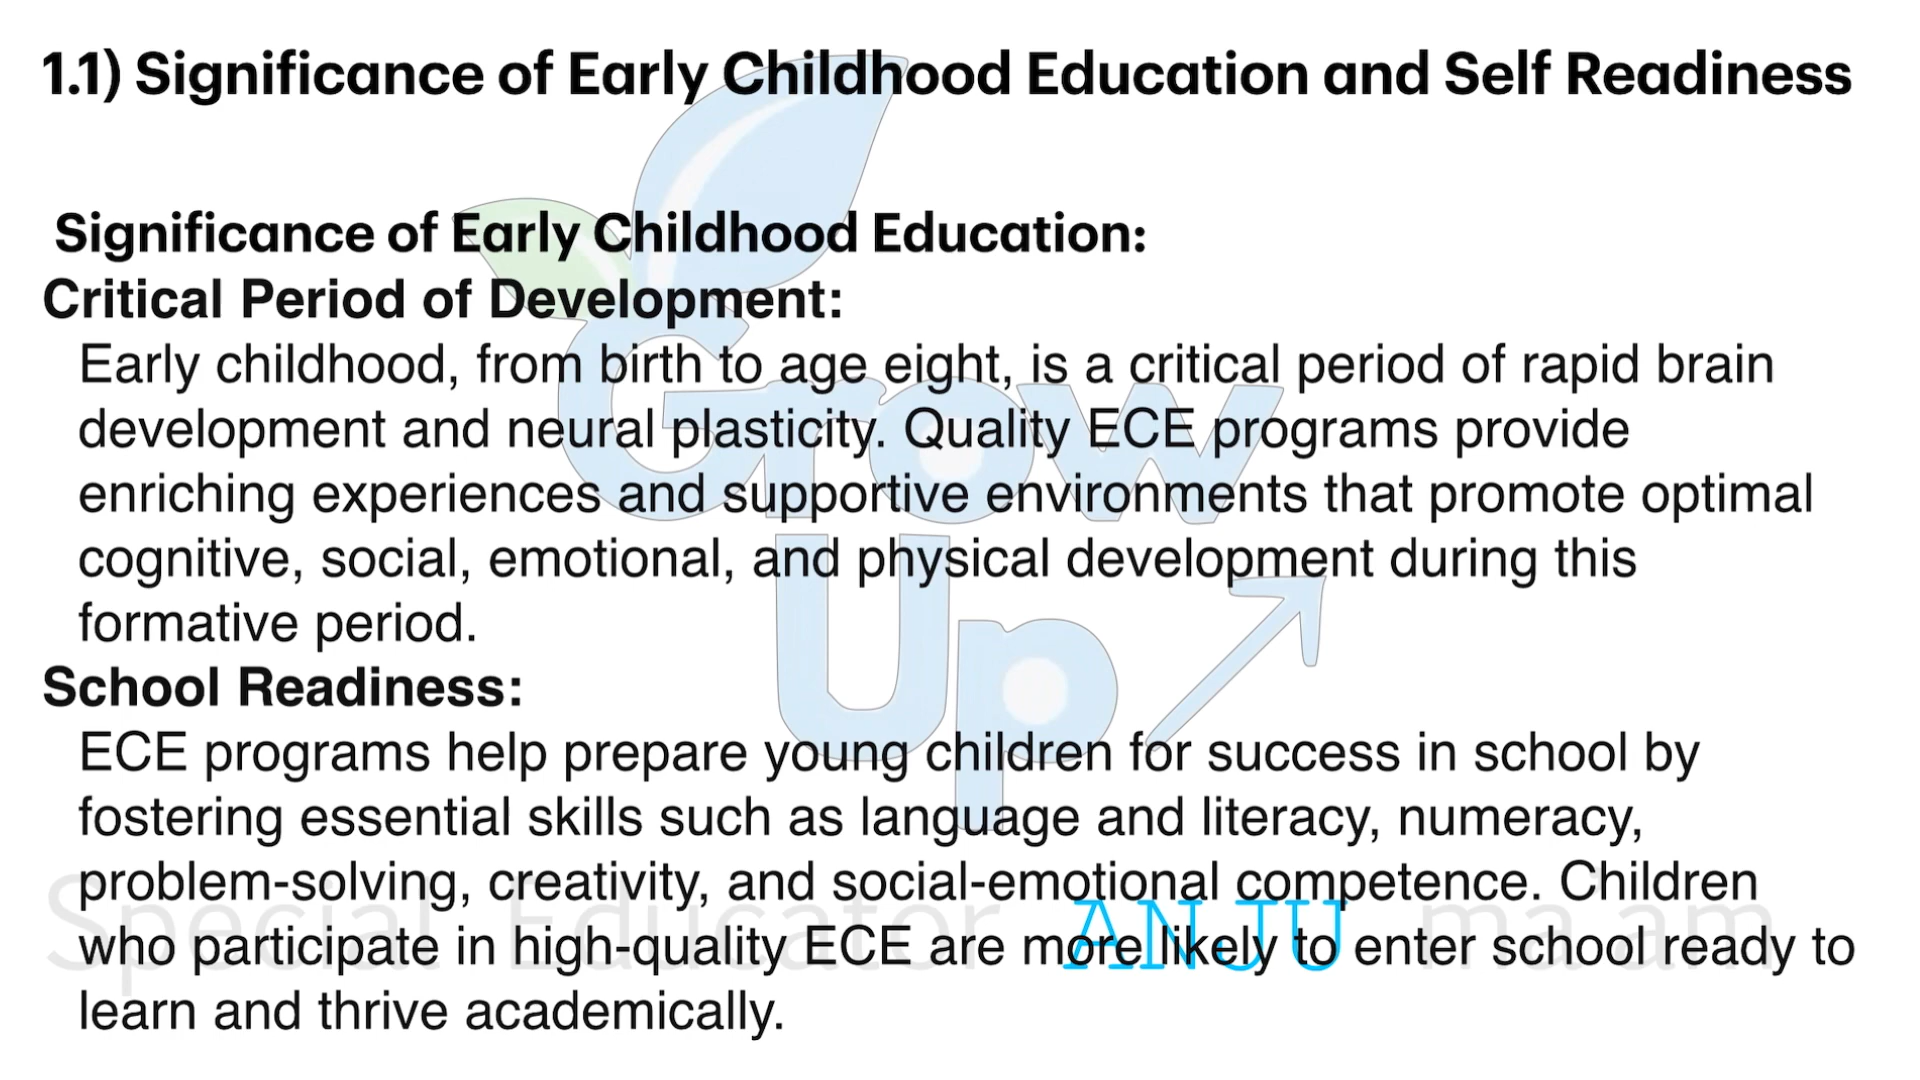 1.1) Significance of Early Childhood Education and Self Readiness
Significance of Early Childhood Education:
Critical Period of Development:
Early childhood, from birth to age eight, is a critical period of rapid brain
development and neural plasticity. Quality ECE programs provide
enriching experiences and supportive environments that promote optimal
cognitive, social, emotional, and physical development during this
formative period.
School Readiness:
ECE programs help prepare young children for success in school by
fostering essential skills such as language and literacy, numeracy,
problem-solving, creativity, and social-emotional competence. Children
who participate in high-quality ECE are more likely to enter school ready to
learn and thrive academically.
Grow
Up
Special Educator ANJU ma am